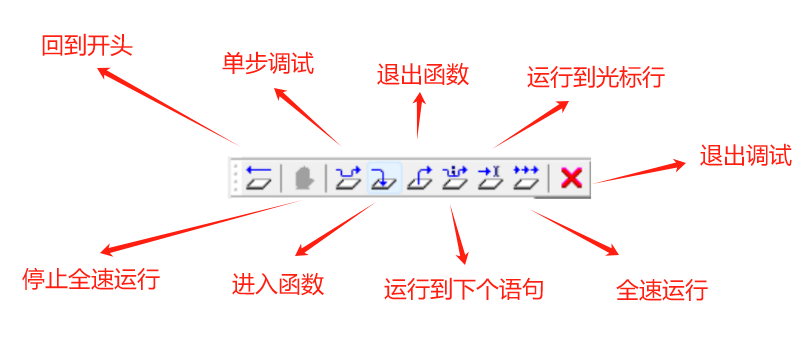 回到开头
单步调试
退出函数
运行到光标行
退出调试
停止全速运行
进入函数
运行到下个语句
全速运行